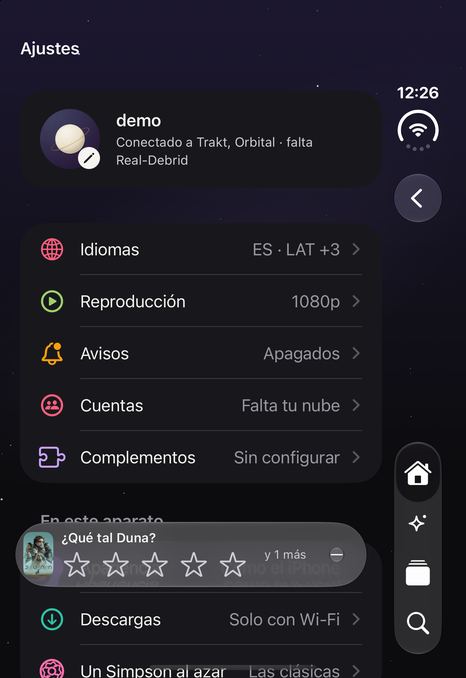 Ajustes
12:26
demo
Conectado a Trakt, Orbital · falta
Real-Debrid
Idiomas ES · LAT +3
Reproducción 1080p
Avisos Apagados
Cuentas Falta tu nube
Complementos Sin configurar
En este aparato
¿Qué tal Duna?
y 1 más
Descargas Solo con Wi-Fi
Un Simpson al azar Las clásicas